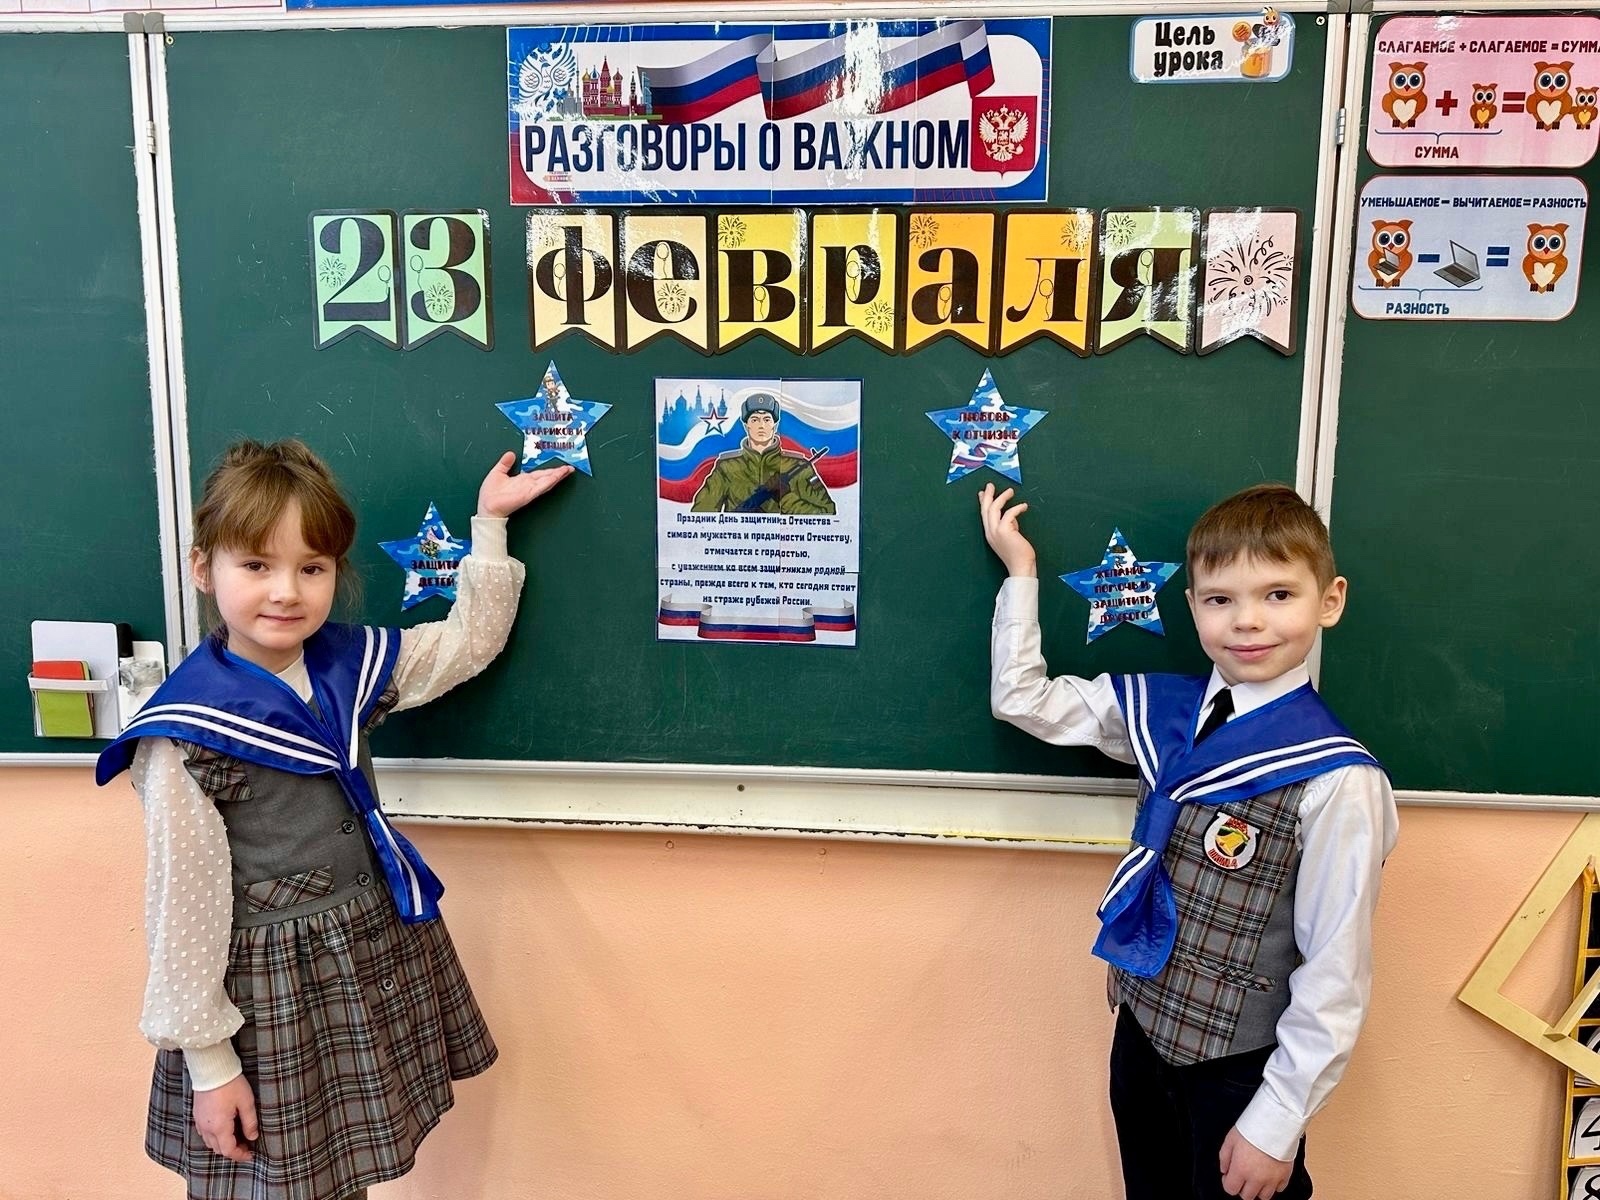 РАЗГОВОРЫ О ВАЖНОМ
Цель
урока
СЛАГАЕМОЕ + СЛАГАЕМОЕ = СУММА
+ =
СУММА
УМЕНЬШАЕМОЕ – ВЫЧИТАЕМОЕ = РАЗНОСТЬ
– =
РАЗНОСТЬ
23 февраля
ЗАЩИТА
СТАРИКОВ И
ЖЕНЩИН
ЗАЩИТА
ДЕТЕЙ
Праздник День защитника Отечества –
символ мужества и преданности Отечеству,
отмечается с гордостью,
с уважением ко всем защитникам родной
страны, прежде всего к тем, кто сегодня стоит
на страже рубежей России.
ЛЮБОВЬ
К ОТЧИЗНЕ
ЖЕЛАНИЕ
ПОМОЧЬ И
ЗАЩИТИТЬ
ДРУГОГО